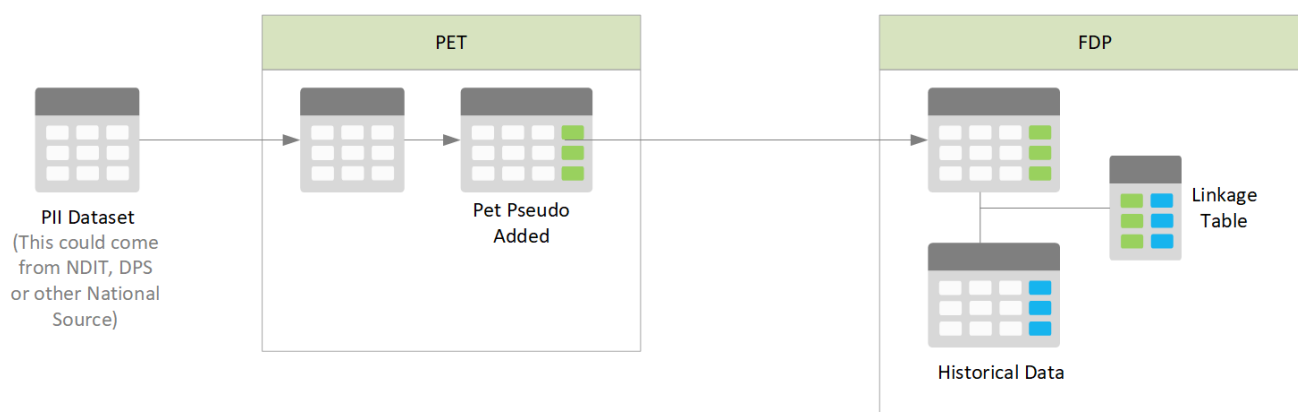 PET
FDP
PII Dataset
(This could come
from NDIT, DPS
or other National
Source)
Pet Pseudo
Added
Linkage
Table
Historical Data